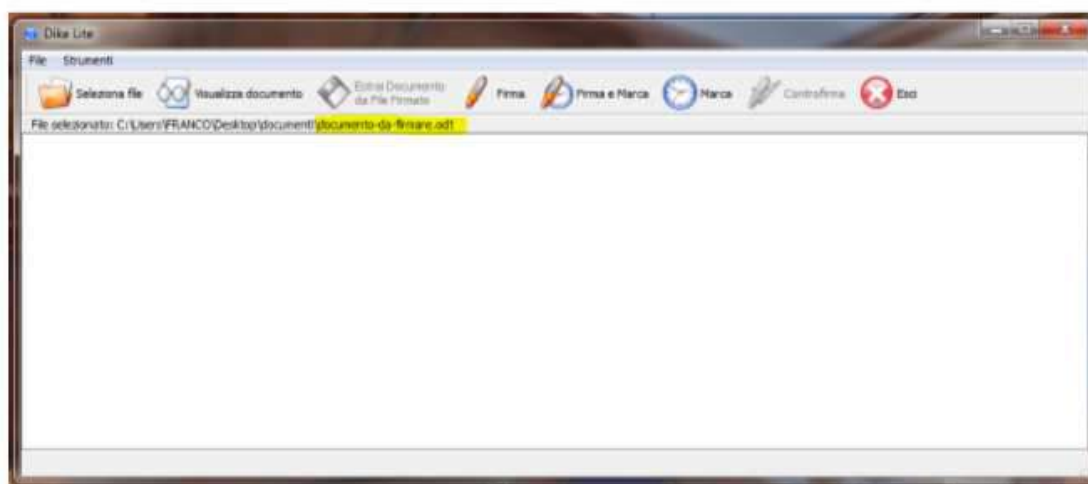 Dike Lite
File Strumenti
Seleziona file Visualizza documento Estrai Documento da File Firmato Firma Firma e Marca Marca Controfirma Esci
File selezionato: C:\Users\FRANCO\Desktop\documenti\documento-da-firmare.odt